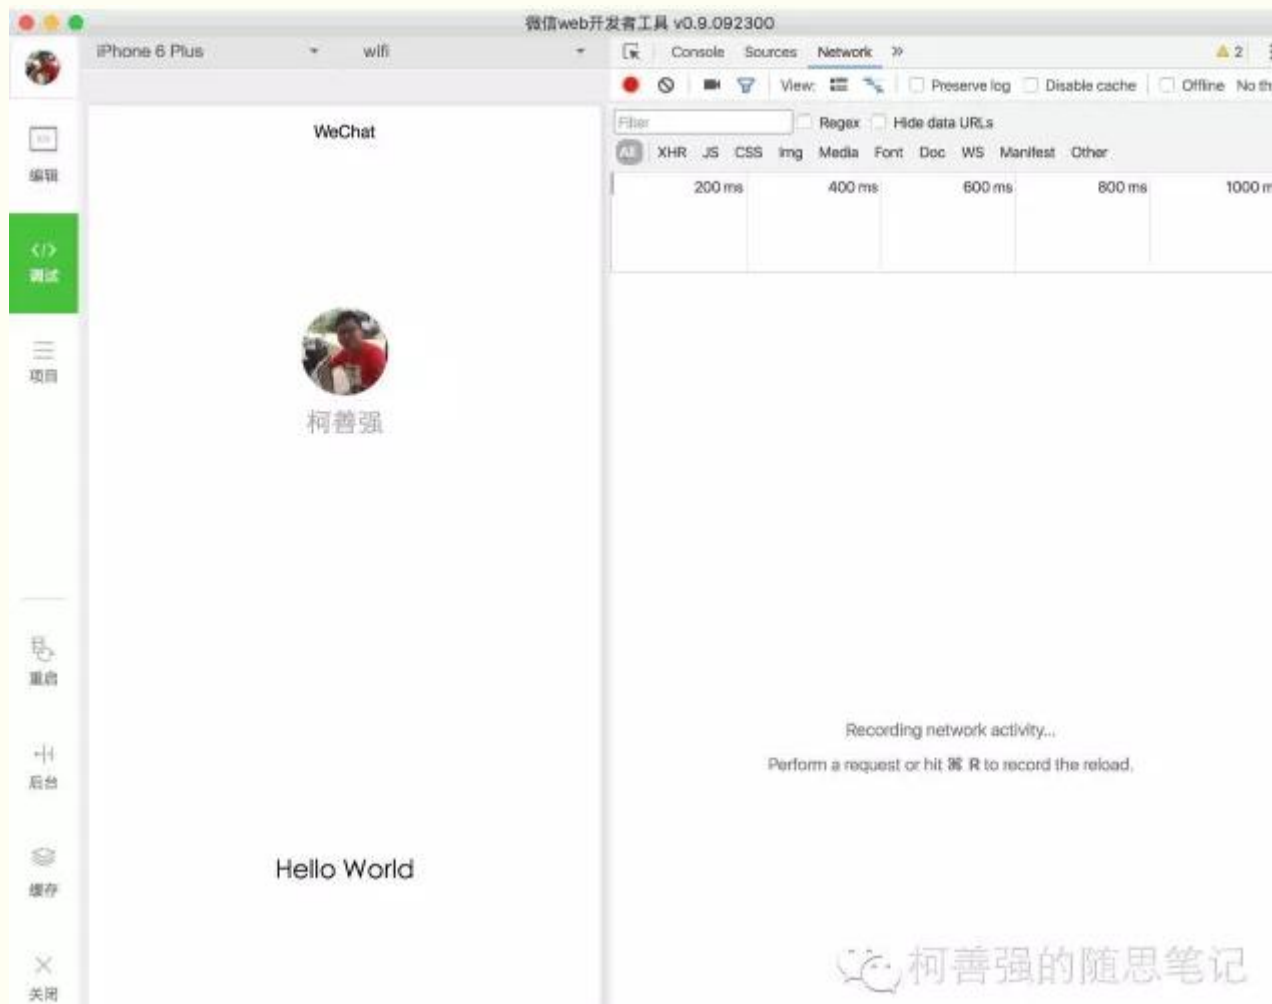 微信web开发者工具 v0.9.092300
iPhone 6 Plus wifi
Console Sources Network » 2
View: Preserve log Disable cache Offline No th
WeChat
Filter Regex Hide data URLs
All XHR JS CSS Img Media Font Doc WS Manifest Other
编辑
200 ms 400 ms 600 ms 800 ms 1000 m
</>
调试
项目
柯善强
重启
Recording network activity...
Perform a request or hit ⌘ R to record the reload.
后台
Hello World
缓存
柯善强的随思笔记
关闭